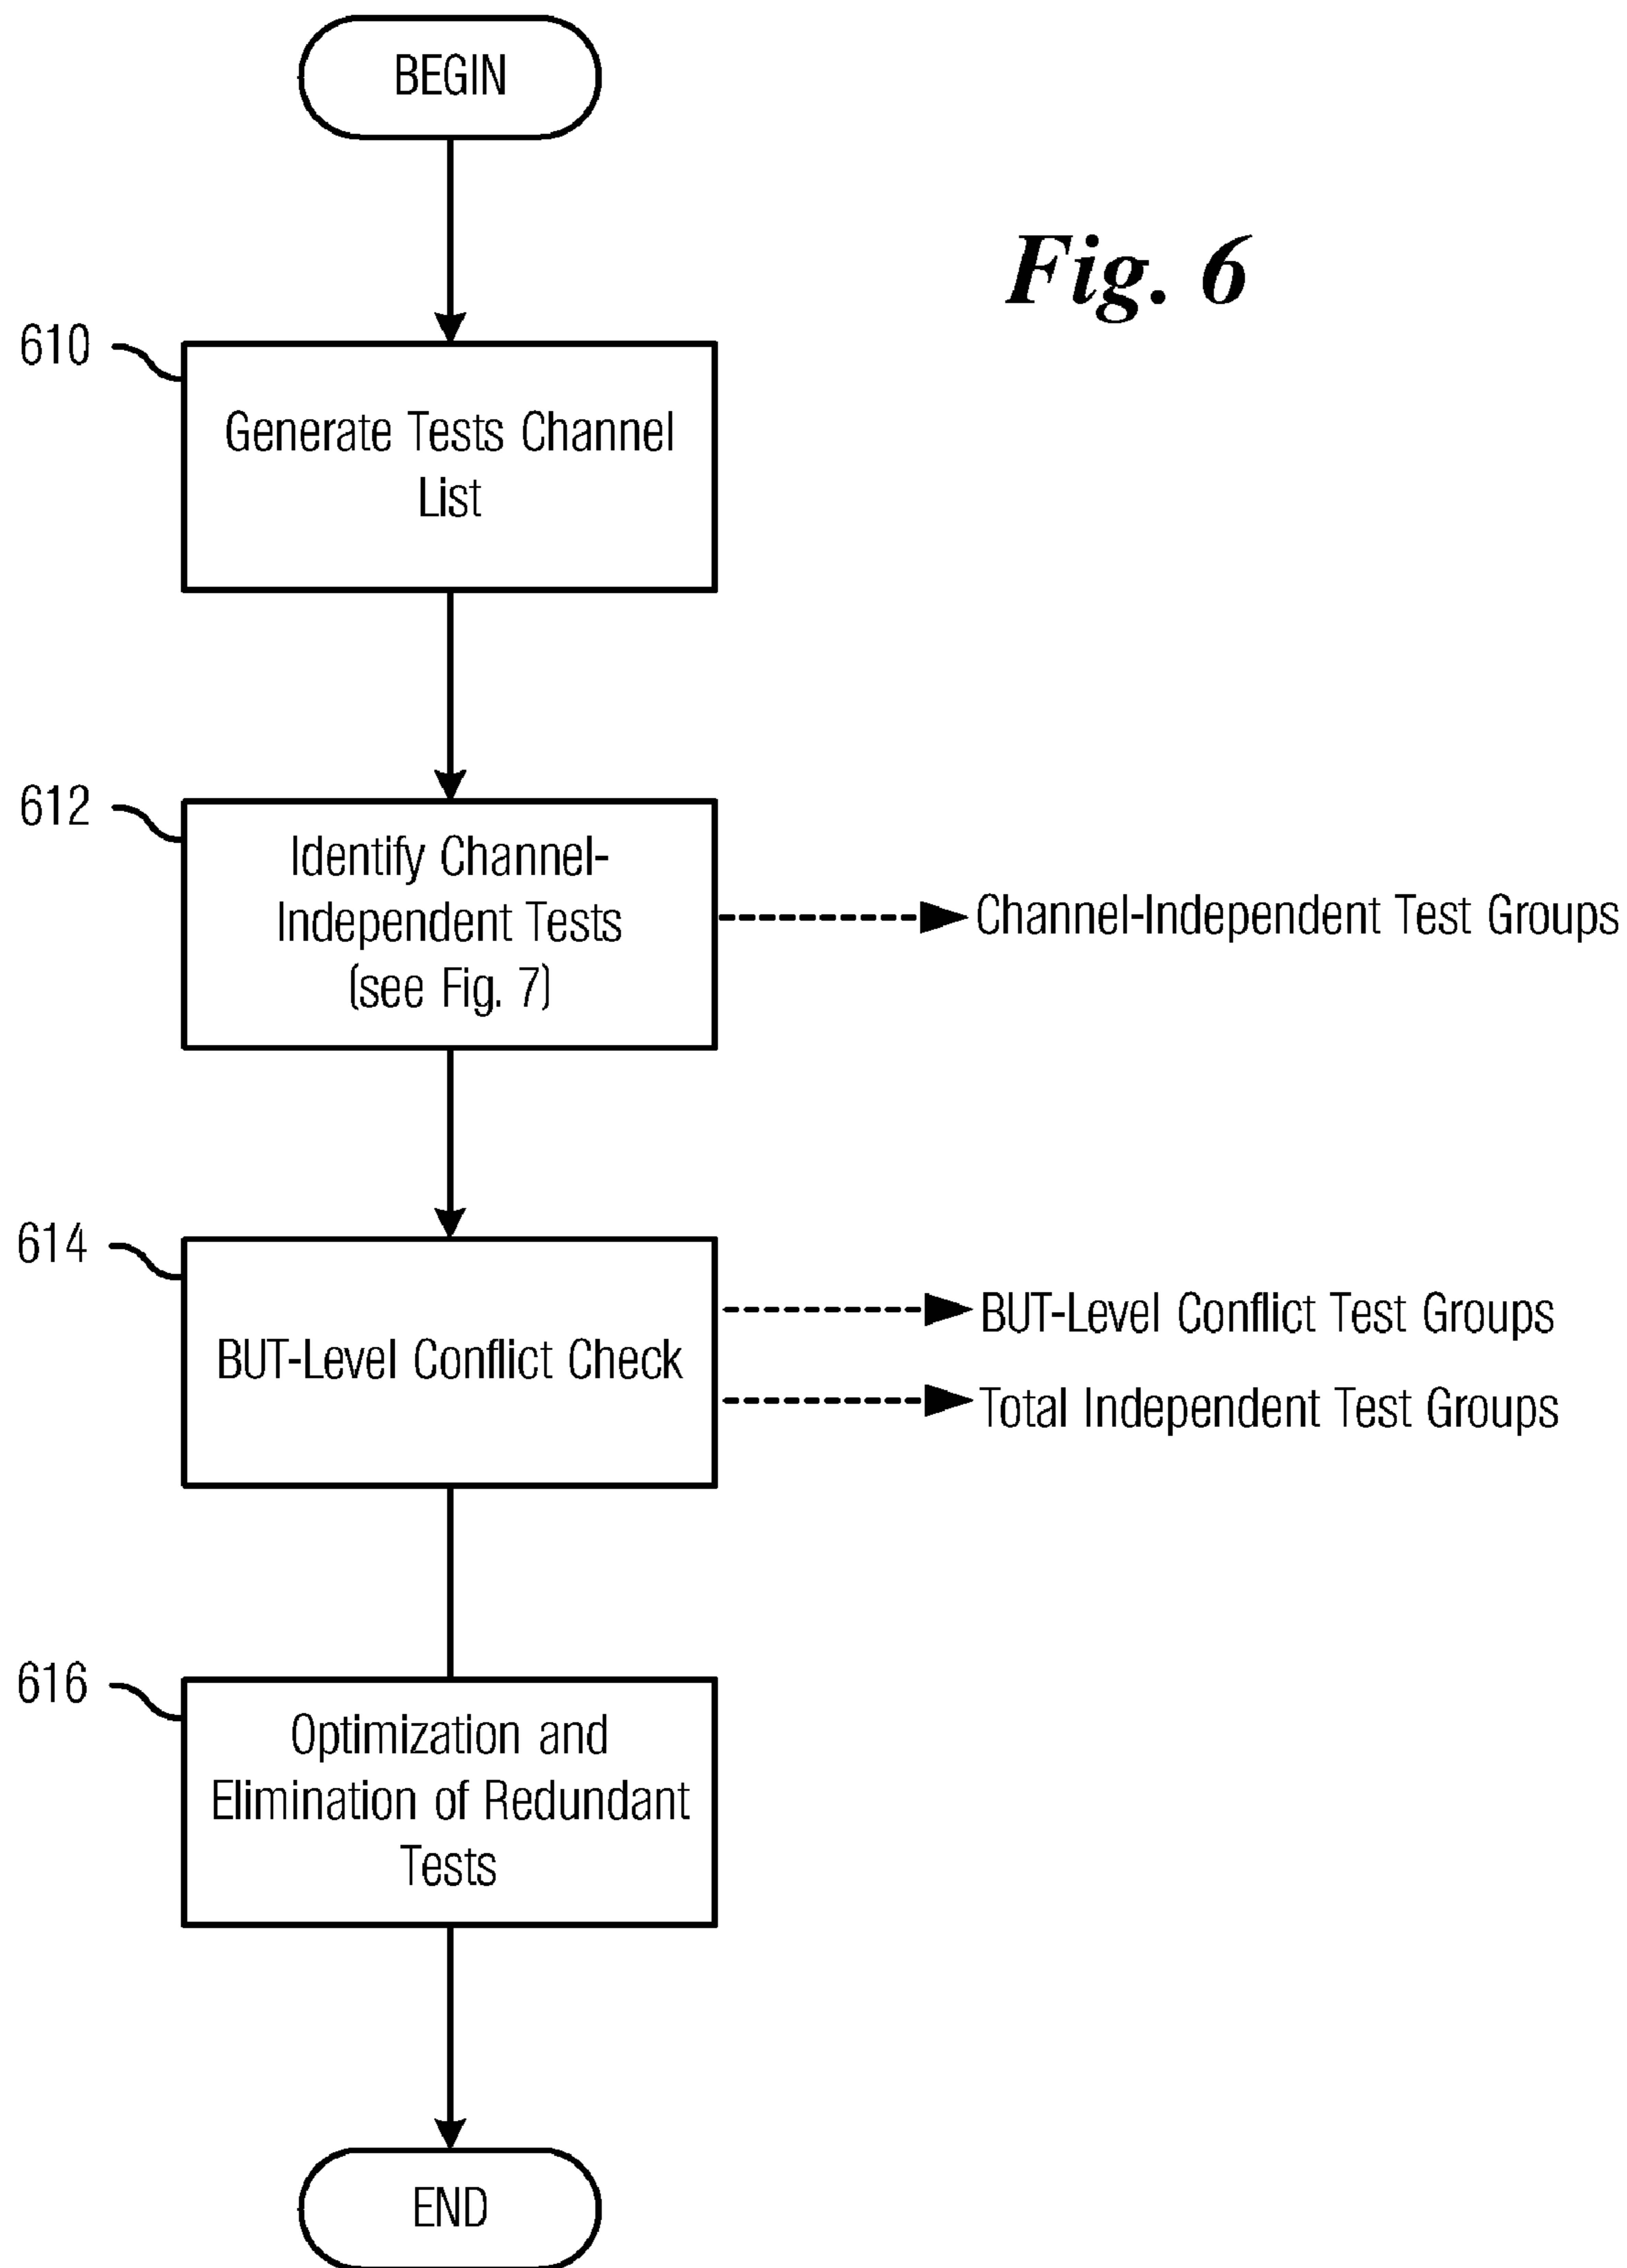 BEGIN
Fig. 6
610
Generate Tests Channel
List
612
Identify Channel-
Independent Tests
(see Fig. 7)
Channel-Independent Test Groups
614
BUT-Level Conflict Check
BUT-Level Conflict Test Groups
Total Independent Test Groups
616
Optimization and
Elimination of Redundant
Tests
END